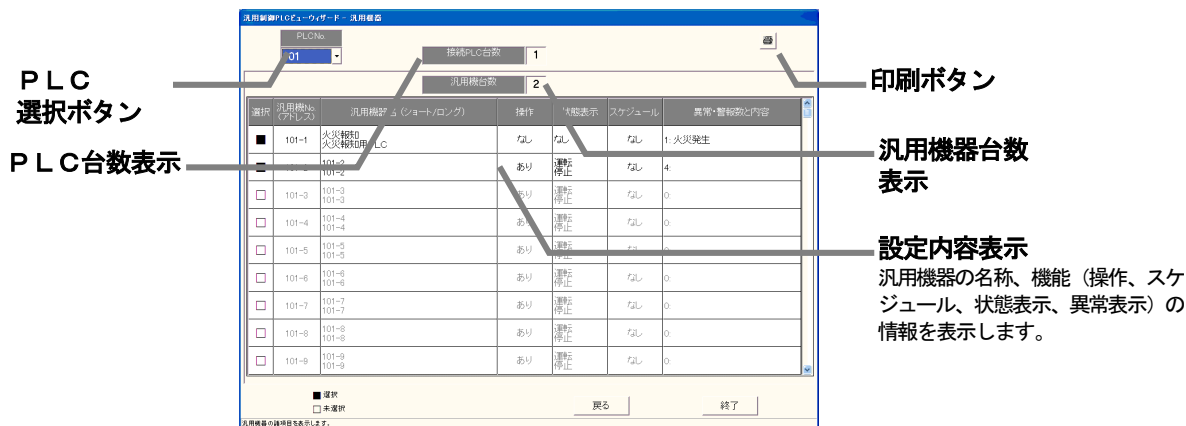 汎用制御PLCビューウィザード - 汎用機器
PLCNo.
01
接続PLC台数 1
汎用機台数 2
選択 汎用機No.(アドレス) (ショート/ロング) 操作 状態表示 スケジュール 異常・警報数と内容
101-1 火災報知 なし なし なし 1: 火災発生
火災報知用PLC
101-2 あり 運転 なし 4:
101-2 停止
101-3 101-3 あり 運転 なし 0:
101-3 停止
101-4 101-4 あり 運転 なし 0:
101-4 停止
101-5 101-5 あり 運転 なし 0:
101-5 停止
101-6 101-6 あり 運転 なし 0:
101-6 停止
101-7 101-7 あり 運転 なし 0:
101-7 停止
101-8 101-8 あり 運転 なし 0:
101-8 停止
101-9 101-9 あり 運転 なし 0:
101-9 停止
■ 選択
□ 未選択
戻る
終了
汎用機器の諸項目を表示します。
ＰＬＣ
選択ボタン
ＰＬＣ台数表示
印刷ボタン
汎用機器台数
表示
設定内容表示
汎用機器の名称、機能（操作、スケ
ジュール、状態表示、異常表示）の
情報を表示します。